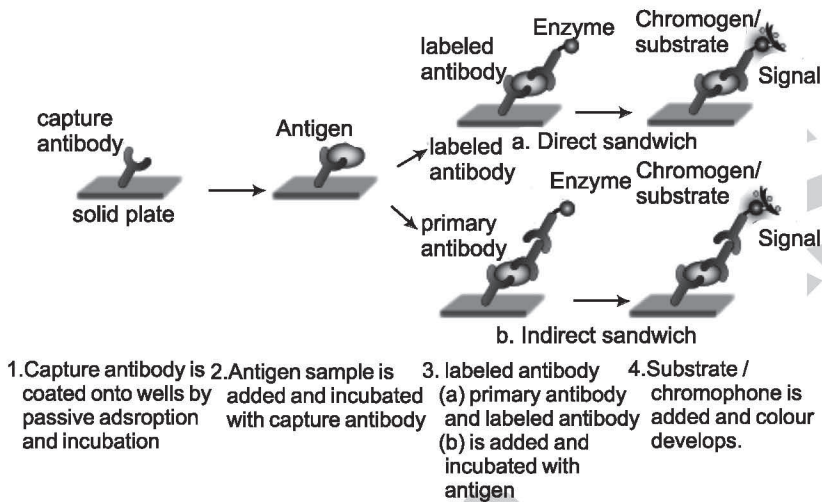 capture
antibody
solid plate
Antigen
labeled
antibody
Enzyme
Chromogen/
substrate
Signal
a. Direct sandwich
labeled
antibody
primary
antibody
Enzyme
Chromogen/
substrate
Signal
b. Indirect sandwich
1.Capture antibody is
coated onto wells by
passive adsroption
and incubation
2.Antigen sample is
added and incubated
with capture antibody
3. labeled antibody
(a) primary antibody
and labeled antibody
(b) is added and
incubated with
antigen
4.Substrate /
chromophone is
added and colour
develops.